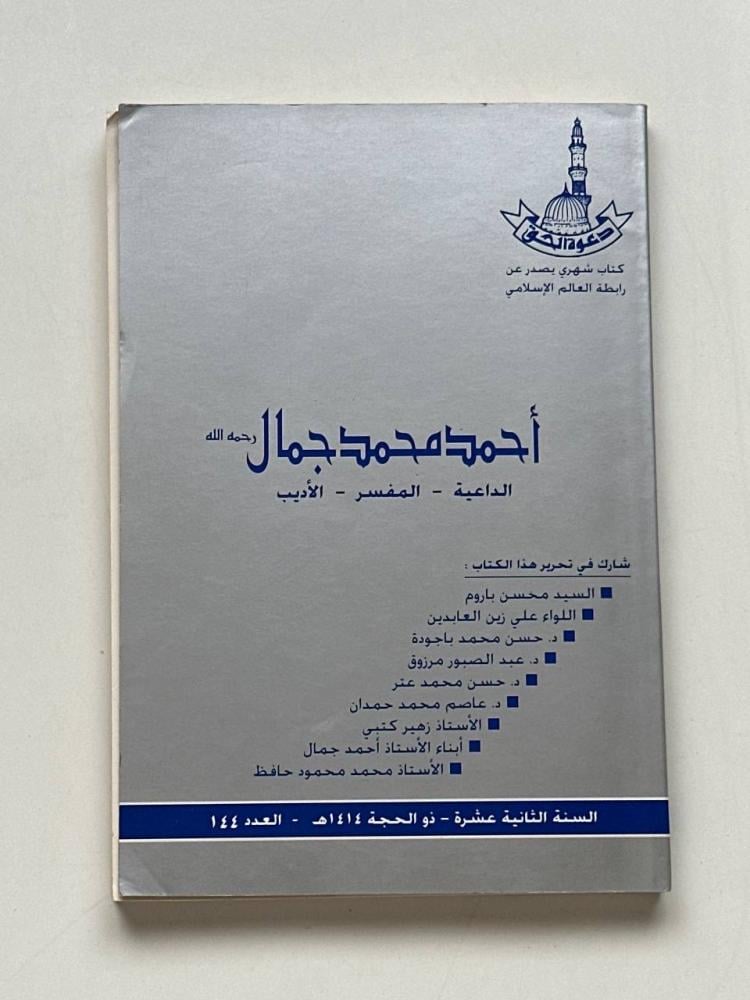 دعوة الحق
كتاب شهري يصدر عن
رابطة العالم الإسلامي
أحمد محمد جمال رحمه الله
الداعية - المفسر - الأديب
شارك في تحرير هذا الكتاب :
السيد محسن باروم
اللواء علي زين العابدين
د. حسن محمد باجودة
د. عبد الصبور مرزوق
د. حسن محمد عتر
د. عاصم محمد حمدان
الأستاذ زهير كتبي
أبناء الأستاذ أحمد جمال
الأستاذ محمد محمود حافظ
السنة الثانية عشرة - ذو الحجة ١٤١٤هـ - العدد ١٤٤